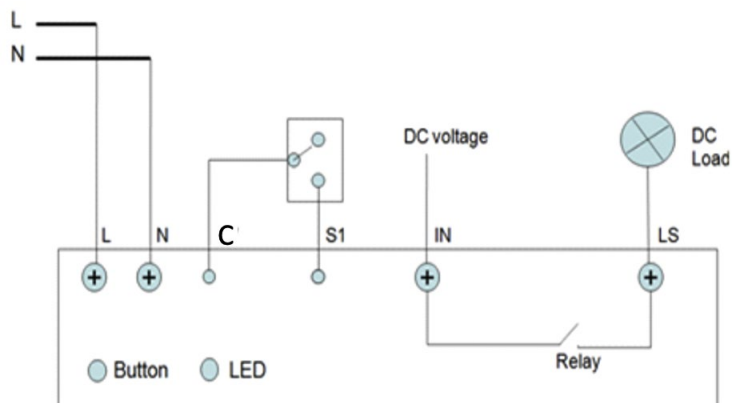 L
N
DC voltage
DC
Load
L
N
C
S1
IN
LS
+
+
+
+
Relay
Button
LED